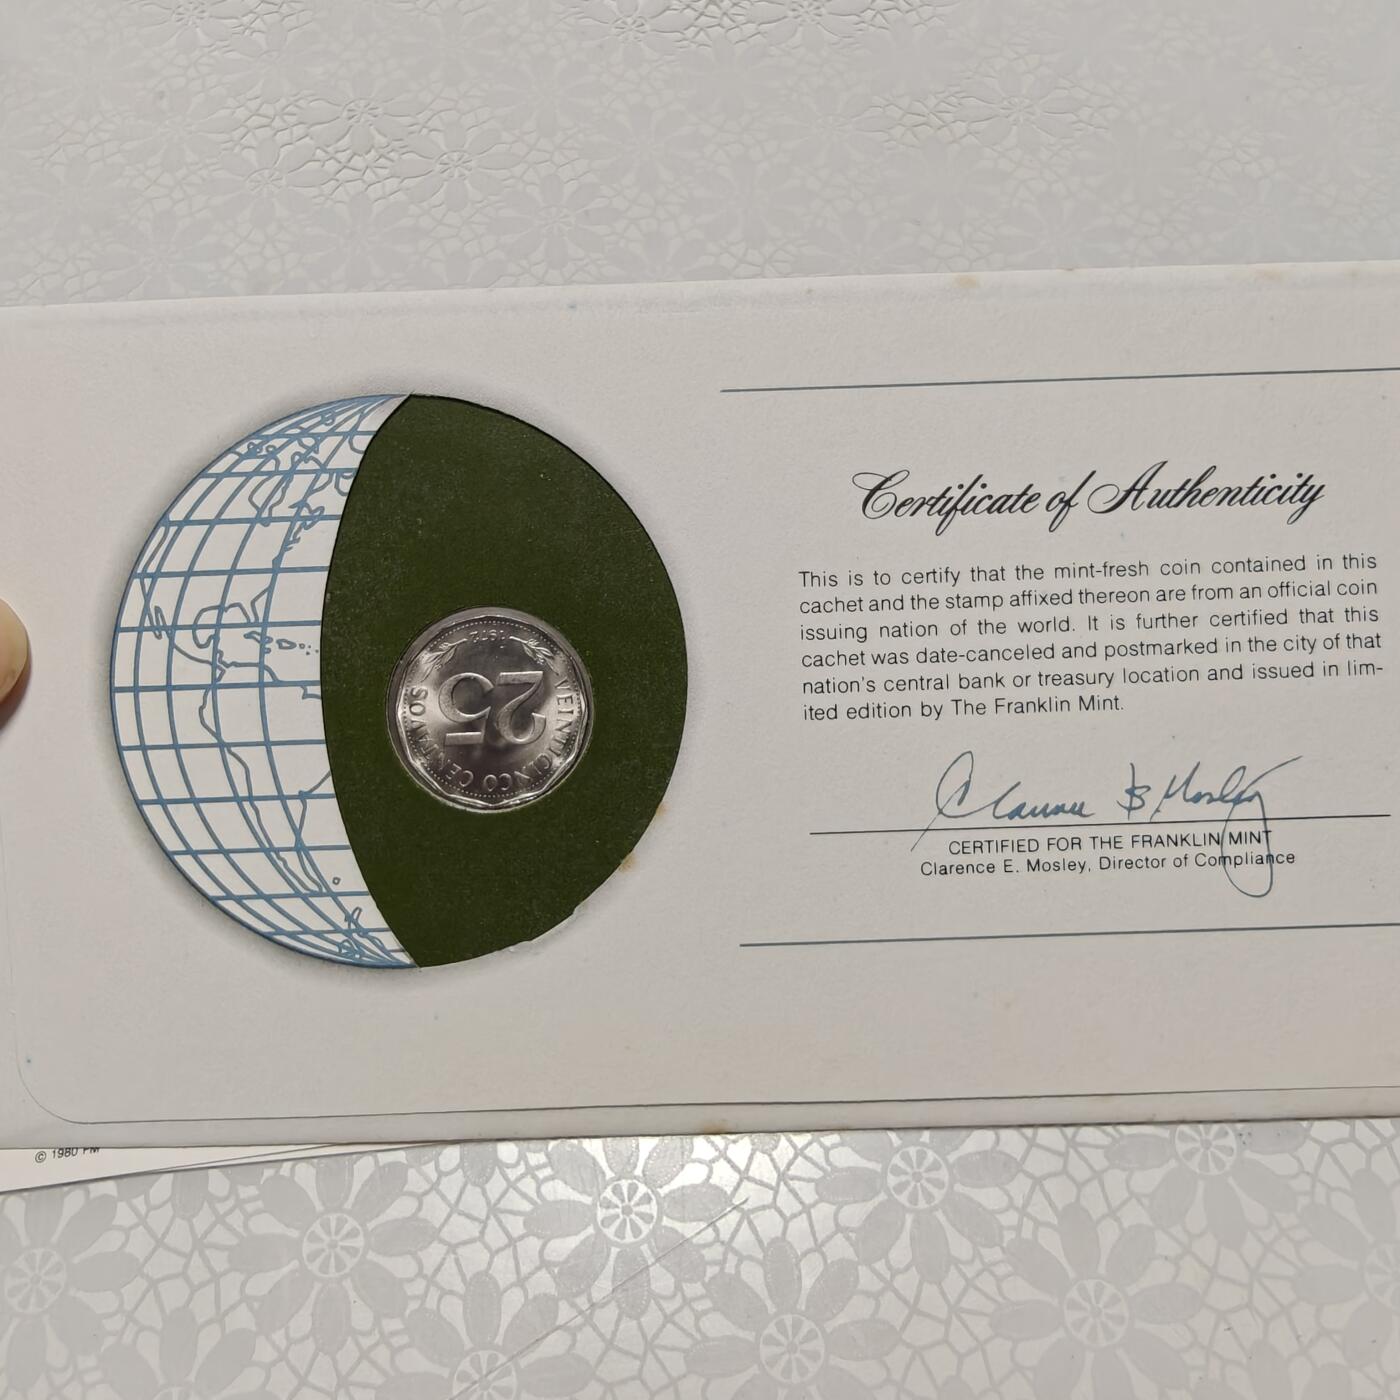 Certificate of Authenticity
This is to certify that the mint-fresh coin contained in this
cachet and the stamp affixed thereon are from an official coin
issuing nation of the world. It is further certified that this
cachet was date-canceled and postmarked in the city of that
nation's central bank or treasury location and issued in lim-
ited edition by The Franklin Mint.
Clarence E Mosley
CERTIFIED FOR THE FRANKLIN MINT
Clarence E. Mosley, Director of Compliance
1972
25
VEINTICINCO CENTAVOS
© 1980 FM